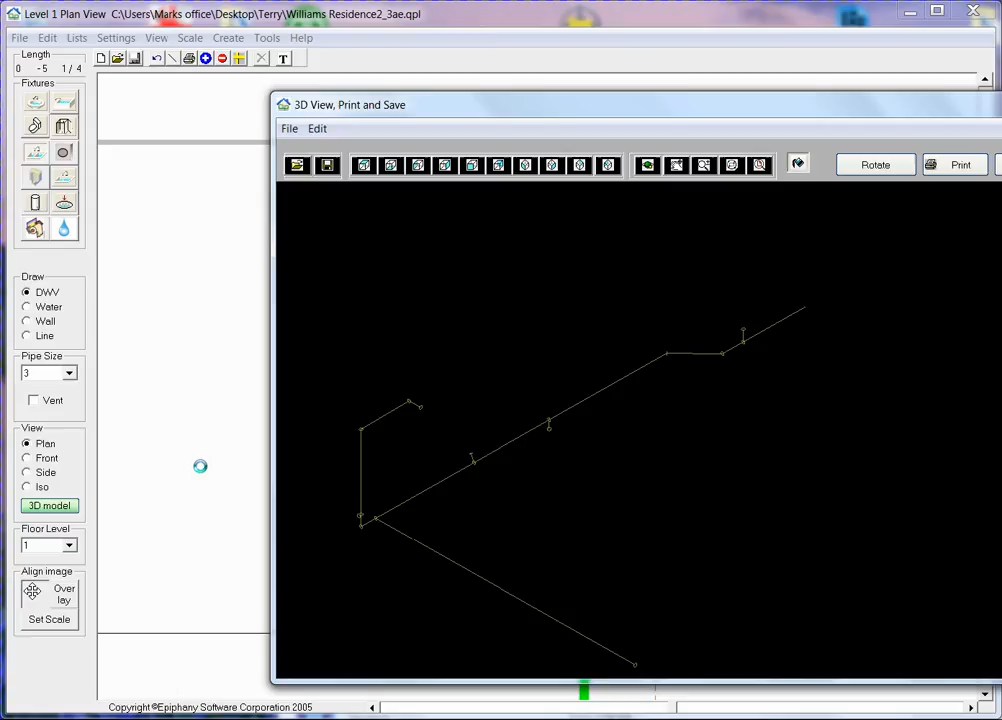 Level 1 Plan View  C:\Users\Marks office\Desktop\Terry\Williams Residence2_3ae.qpl
File Edit Lists Settings View Scale Create Tools Help
Length
0 -5 1 / 4
T
Fixtures
3D View, Print and Save
File Edit
Rotate Print
Draw
DWV
Water
Wall
Line
Pipe Size
3
Vent
View
Plan
Front
Side
Iso
3D model
Floor Level
1
Align image
Over
lay
Set Scale
Copyright ©Epiphany Software Corporation 2005